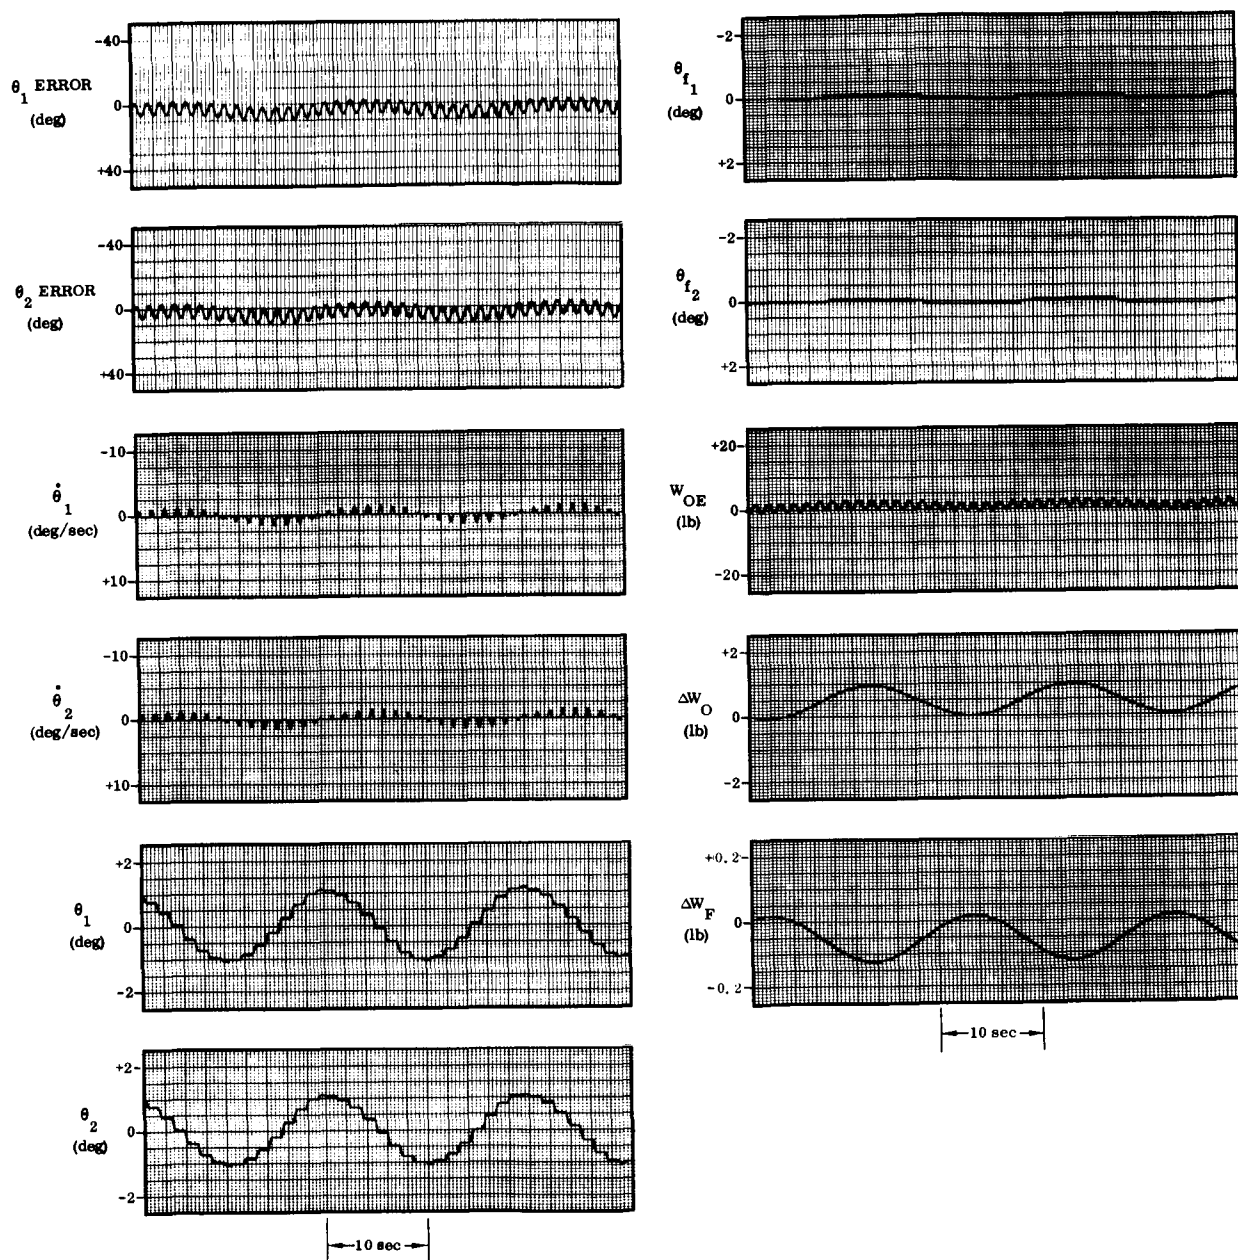 -40
θ1 ERROR
0
(deg)
+40
-40
θ2 ERROR
0
(deg)
+40
-10
θ̇1
0
(deg/sec)
+10
-10
θ̇2
0
(deg/sec)
+10
+2
θ1
0
(deg)
-2
+2
θ2
0
(deg)
-2
10 sec
-2
θf1
0
(deg)
+2
-2
θf2
0
(deg)
+2
+20
WOE
0
(lb)
-20
+2
ΔWO
0
(lb)
-2
+0.2
ΔWF
0
(lb)
-0.2
10 sec